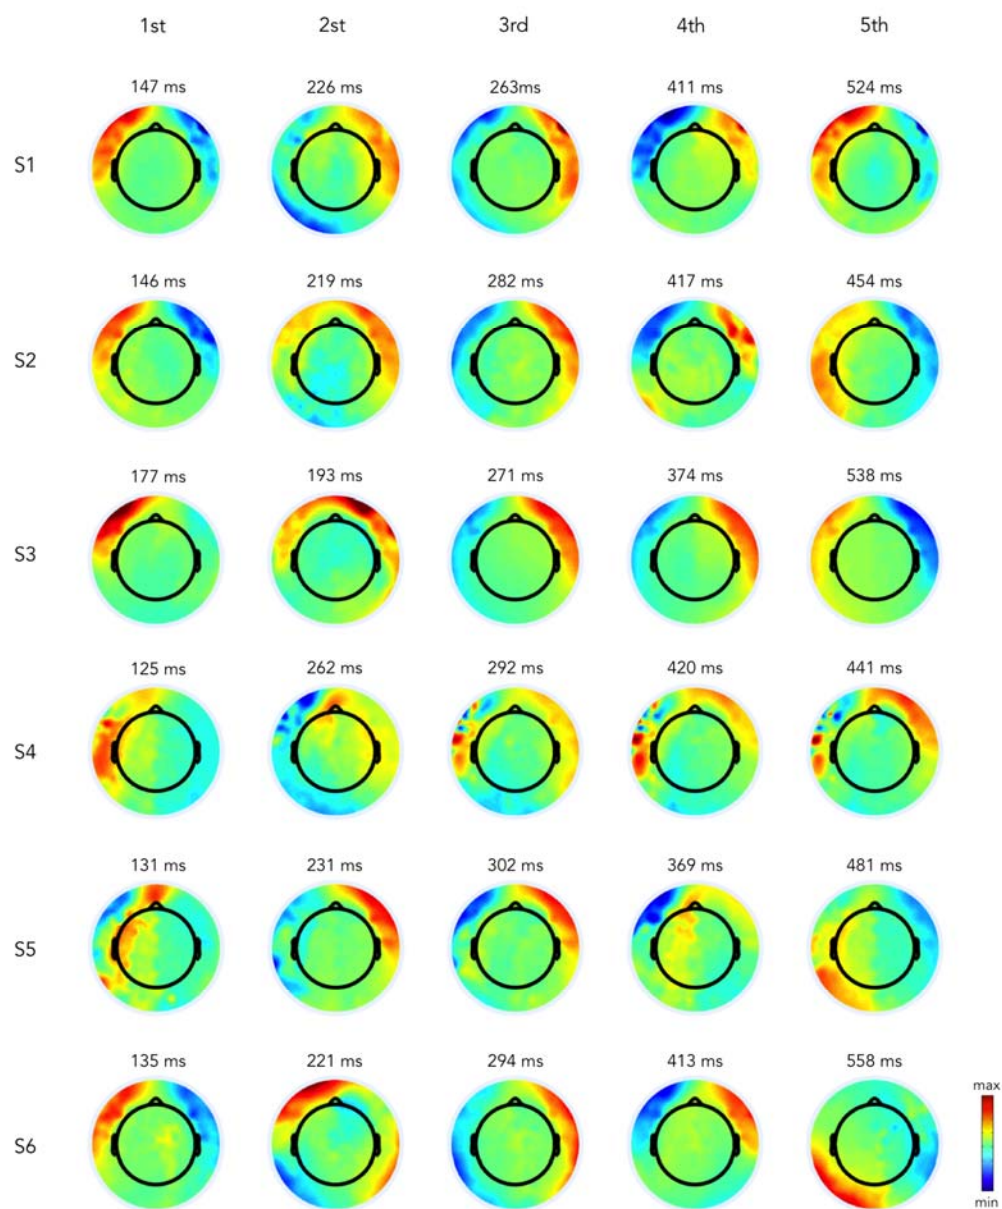 1st 2st 3rd 4th 5th
147 ms 226 ms 263ms 411 ms 524 ms
S1
146 ms 219 ms 282 ms 417 ms 454 ms
S2
177 ms 193 ms 271 ms 374 ms 538 ms
S3
125 ms 262 ms 292 ms 420 ms 441 ms
S4
131 ms 231 ms 302 ms 369 ms 481 ms
S5
135 ms 221 ms 294 ms 413 ms 558 ms
S6
max
min